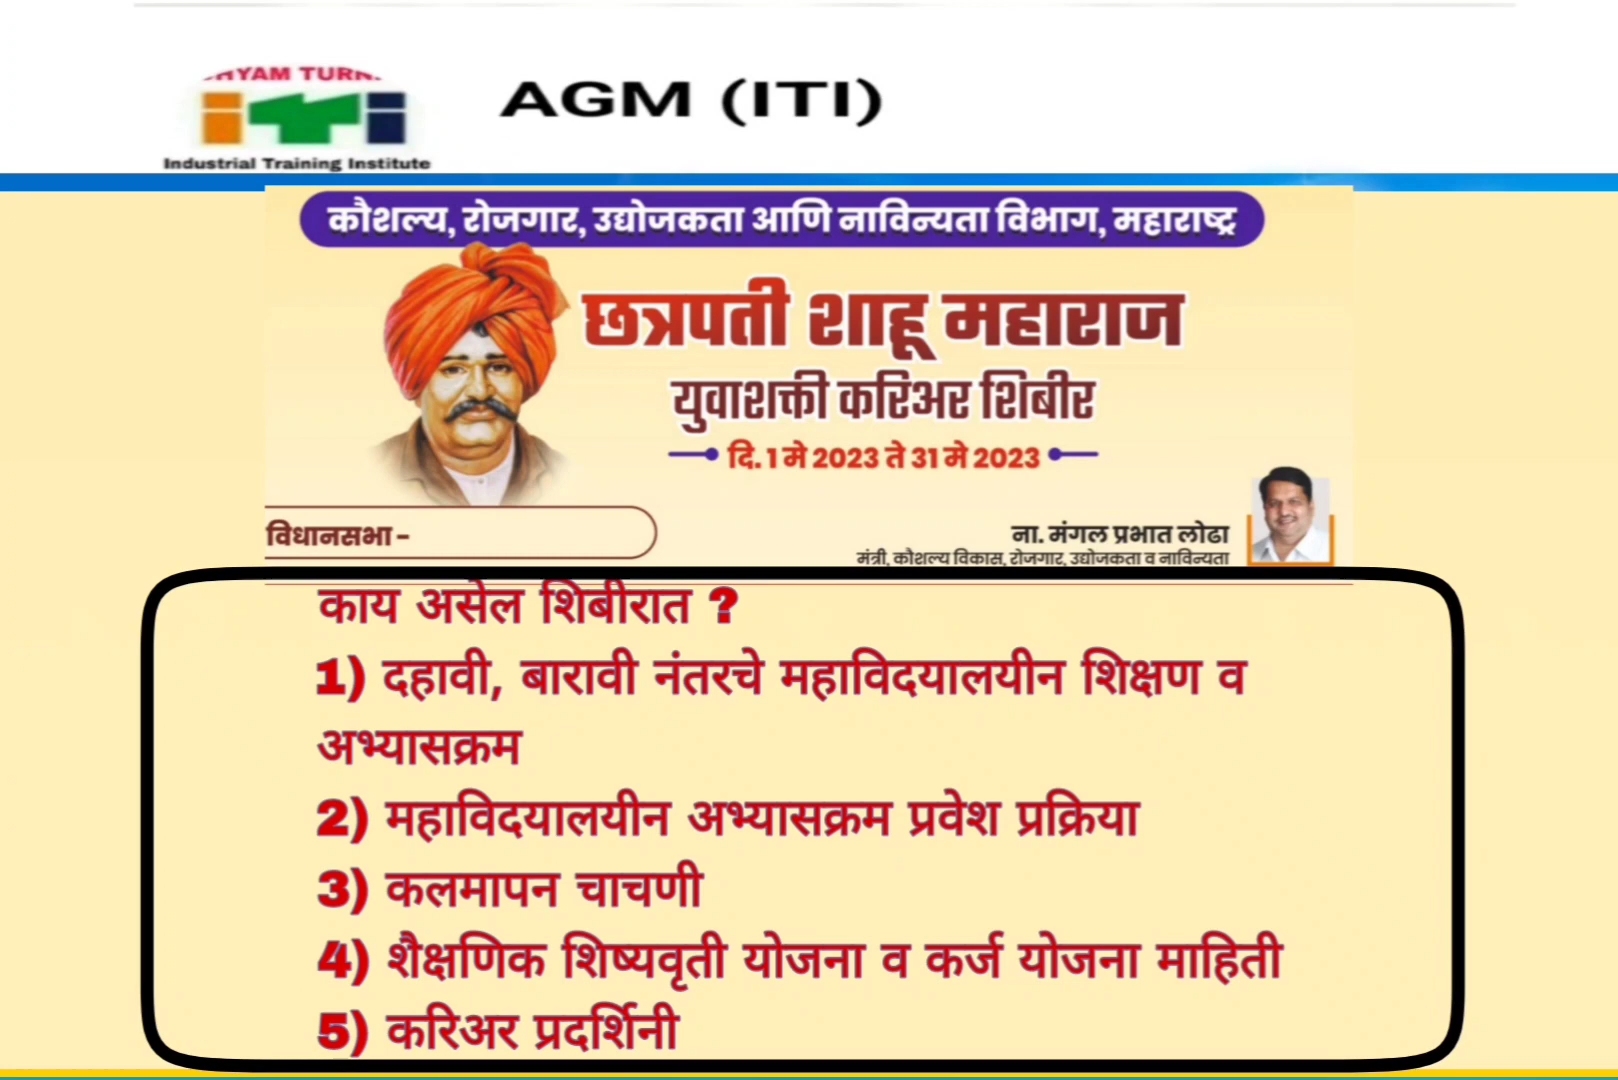 TURN
Industrial Training Institute
AGM (ITI)
कौशल्य, रोजगार, उद्योजकता आणि नाविन्यता विभाग, महाराष्ट्र
छत्रपती शाहू महाराज
युवाशक्ती करिअर शिबीर
दि. 1 मे 2023 ते 31 मे 2023
विधानसभा -
ना. मंगल प्रभात लोढा
मंत्री, कौशल्य विकास, रोजगार, उद्योजकता व नाविन्यता
काय असेल शिबीरात ?
1) दहावी, बारावी नंतरचे महाविदयालयीन शिक्षण व
अभ्यासक्रम
2) महाविदयालयीन अभ्यासक्रम प्रवेश प्रक्रिया
3) कलमापन चाचणी
4) शैक्षणिक शिष्यवृती योजना व कर्ज योजना माहिती
5) करिअर प्रदर्शिनी